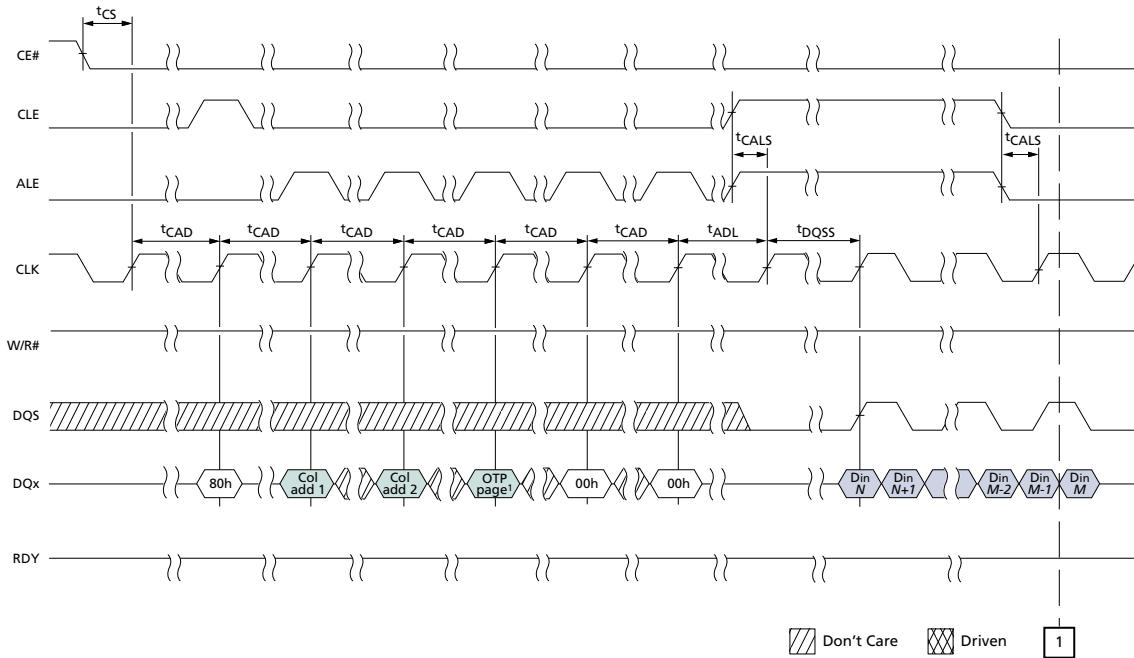 tCS
CE#
CLE
tCALS
tCALS
ALE
tCAD
tCAD
tCAD
tCAD
tCAD
tCAD
tADL
tDQSS
CLK
W/R#
DQS
DQx
80h
Col
add 1
Col
add 2
OTP
page¹
00h
00h
Din
N
Din
N+1
Din
M-2
Din
M-1
Din
M
RDY
Don't Care
Driven
1